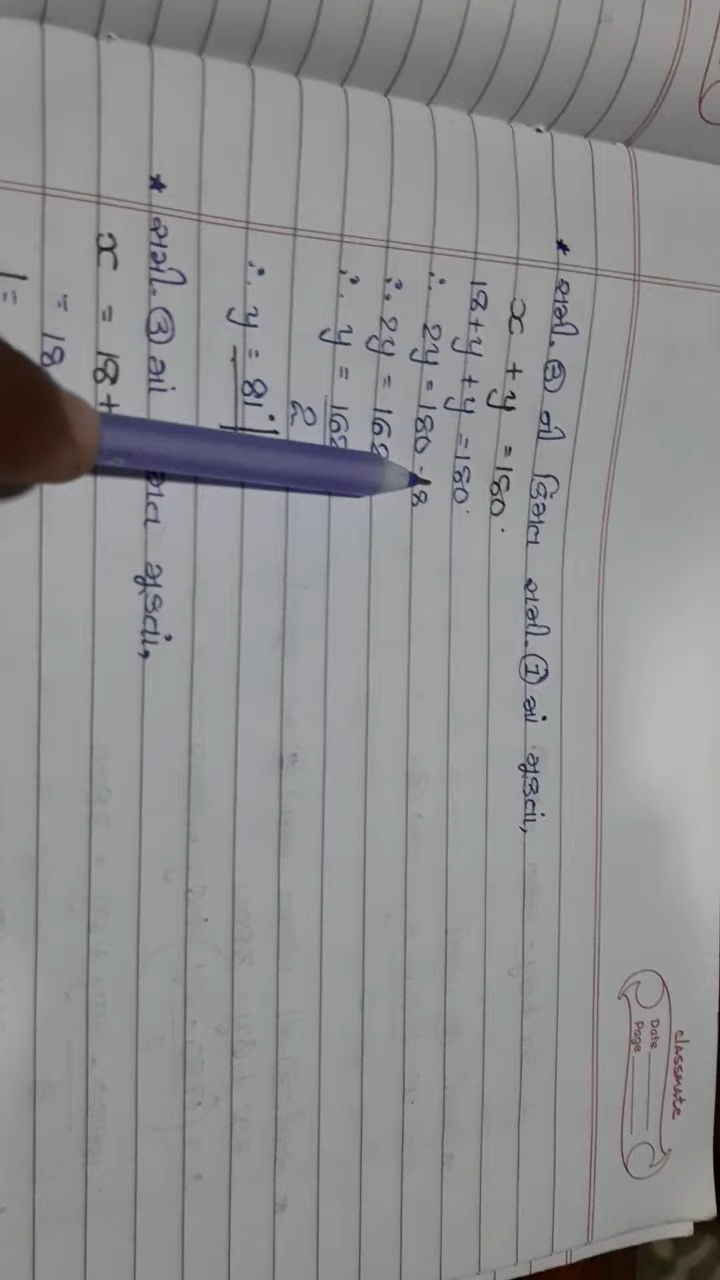 classmate
Date
Page
* સમી. ③ ની કિંમત સમી. ① માં મૂકતાં,
x + y = 180°
18 + y + y = 180°
∴ 2y = 180 - 18
∴ 2y = 162
∴ y = 162
2
∴ y = 81°
* સમી. ③ માં મૂકતાં,
x = 18 +
= 18